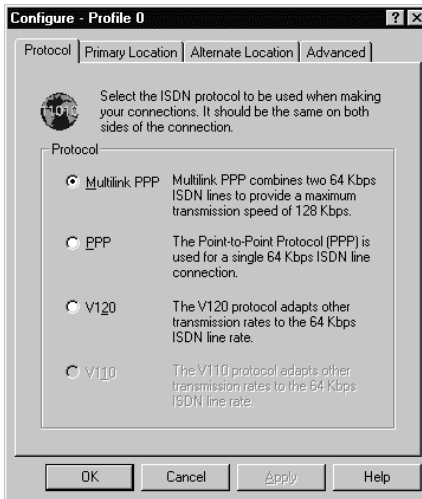 Configure - Profile 0
Protocol Primary Location Alternate Location Advanced
Select the ISDN protocol to be used when making
your connections. It should be the same on both
sides of the connection.
Protocol
Multilink PPP
Multilink PPP combines two 64 Kbps
ISDN lines to provide a maximum
transmission speed of 128 Kbps.
PPP
The Point-to-Point Protocol (PPP) is
used for a single 64 Kbps ISDN line
connection.
V120
The V120 protocol adapts other
transmission rates to the 64 Kbps
ISDN line rate.
V110
The V110 protocol adapts other
transmission rates to the 64 Kbps
ISDN line rate.
OK Cancel Apply Help